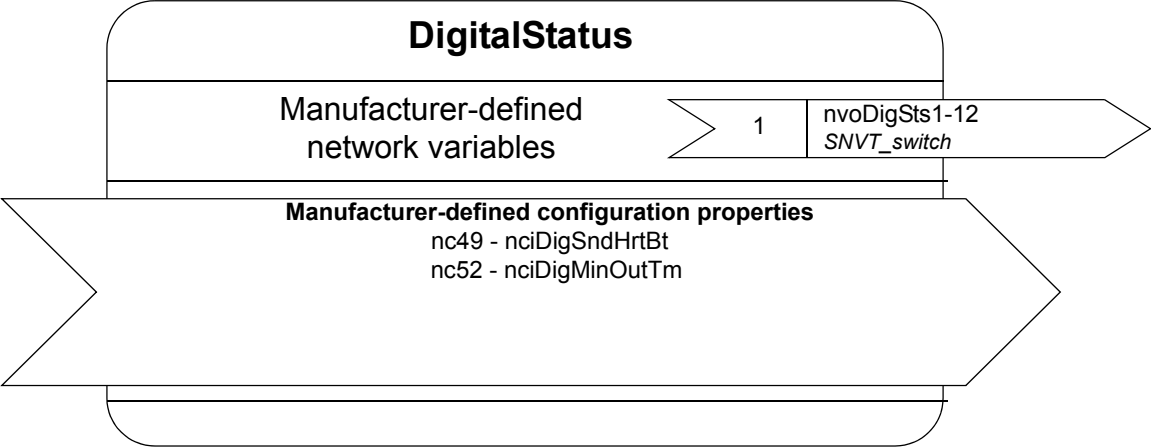 DigitalStatus
Manufacturer-defined
network variables
1
nvoDigSts1-12
SNVT_switch
Manufacturer-defined configuration properties
nc49 - nciDigSndHrtBt
nc52 - nciDigMinOutTm